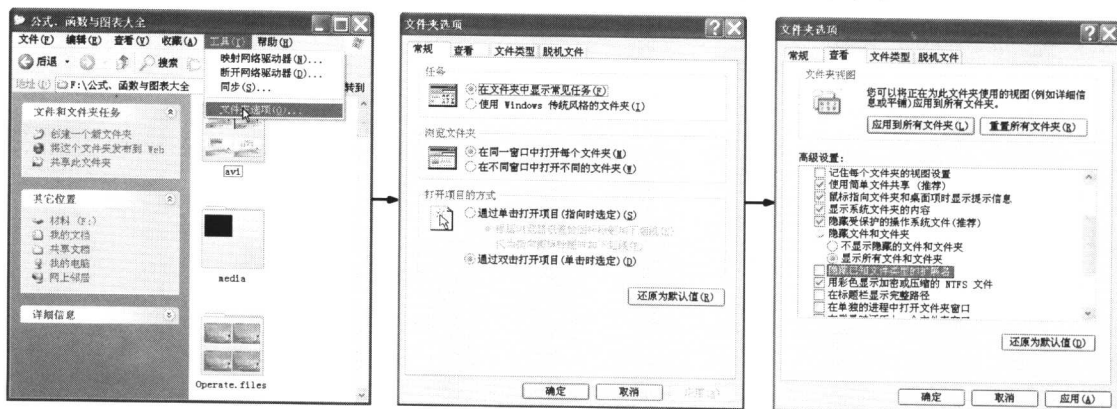 公式、函数与图表大全
文件(F) 编辑(E) 查看(V) 收藏(A) 工具(T) 帮助(H)
后退 搜索
映射网络驱动器(N)...
断开网络驱动器(D)...
同步(S)...
文件夹选项(O)...
地址(D) F:\公式、函数与图表大全 转到
文件和文件夹任务
创建一个新文件夹
将这个文件夹发布到 Web
共享此文件夹
其它位置
材料 (F:)
我的文档
共享文档
我的电脑
网上邻居
详细信息
avi
media
Operate.files
文件夹选项
常规 查看 文件类型 脱机文件
任务
在文件夹中显示常见任务(E)
使用 Windows 传统风格的文件夹(I)
浏览文件夹
在同一窗口中打开每个文件夹(M)
在不同窗口中打开不同的文件夹(W)
打开项目的方式
通过单击打开项目(指向时选定)(S)
通过双击打开项目(单击时选定)(D)
还原为默认值(R)
确定 取消
文件夹选项
常规 查看 文件类型 脱机文件
文件夹视图
您可以将正在为此文件夹使用的视图(例如详细信
息或平铺)应用到所有文件夹。
应用到所有文件夹(L) 重置所有文件夹(R)
高级设置:
记住每个文件夹的视图设置
使用简单文件共享 (推荐)
鼠标指向文件夹和桌面项时显示提示信息
显示系统文件夹的内容
隐藏受保护的操作系统文件(推荐)
隐藏文件和文件夹
不显示隐藏的文件和文件夹
显示所有文件和文件夹
隐藏已知文件类型的扩展名
用彩色显示加密或压缩的 NTFS 文件
在标题栏显示完整路径
在单独的进程中打开文件夹窗口
还原为默认值(D)
确定 取消 应用(A)